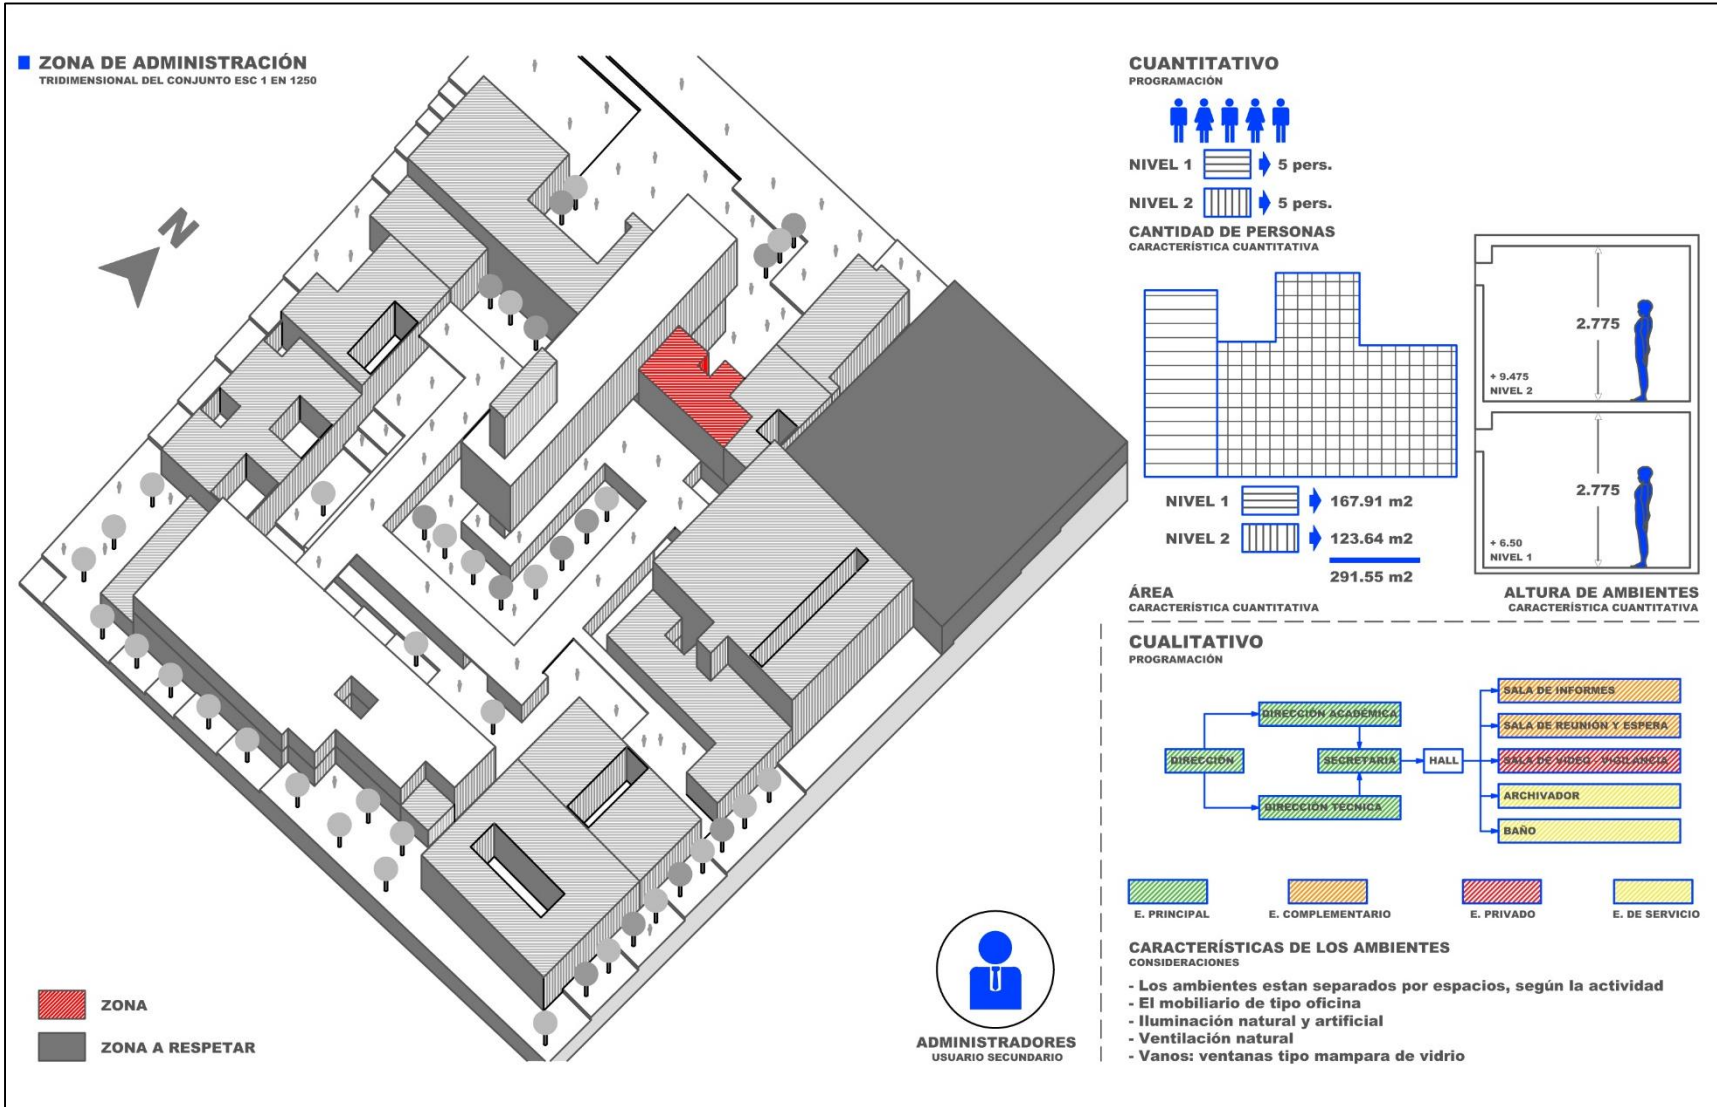 ZONA DE ADMINISTRACIÓN
TRIDIMENSIONAL DEL CONJUNTO ESC 1 EN 1250
N
ZONA
ZONA A RESPETAR
ADMINISTRADORES
USUARIO SECUNDARIO
CUANTITATIVO
PROGRAMACIÓN
NIVEL 1 5 pers.
NIVEL 2 5 pers.
CANTIDAD DE PERSONAS
CARACTERÍSTICA CUANTITATIVA
NIVEL 1 167.91 m2
NIVEL 2 123.64 m2
291.55 m2
ÁREA
CARACTERÍSTICA CUANTITATIVA
2.775
+ 9.475
NIVEL 2
2.775
+ 6.50
NIVEL 1
ALTURA DE AMBIENTES
CARACTERÍSTICA CUANTITATIVA
CUALITATIVO
PROGRAMACIÓN
DIRECCIÓN
DIRECCIÓN ACADÉMICA
SECRETARIA
DIRECCIÓN TÉCNICA
HALL
SALA DE INFORMES
SALA DE REUNIÓN Y ESPERA
SALA DE VIDEO - VIGILANCIA
ARCHIVADOR
BAÑO
E. PRINCIPAL
E. COMPLEMENTARIO
E. PRIVADO
E. DE SERVICIO
CARACTERÍSTICAS DE LOS AMBIENTES
CONSIDERACIONES
- Los ambientes estan separados por espacios, según la actividad
- El mobiliario de tipo oficina
- Iluminación natural y artificial
- Ventilación natural
- Vanos: ventanas tipo mampara de vidrio